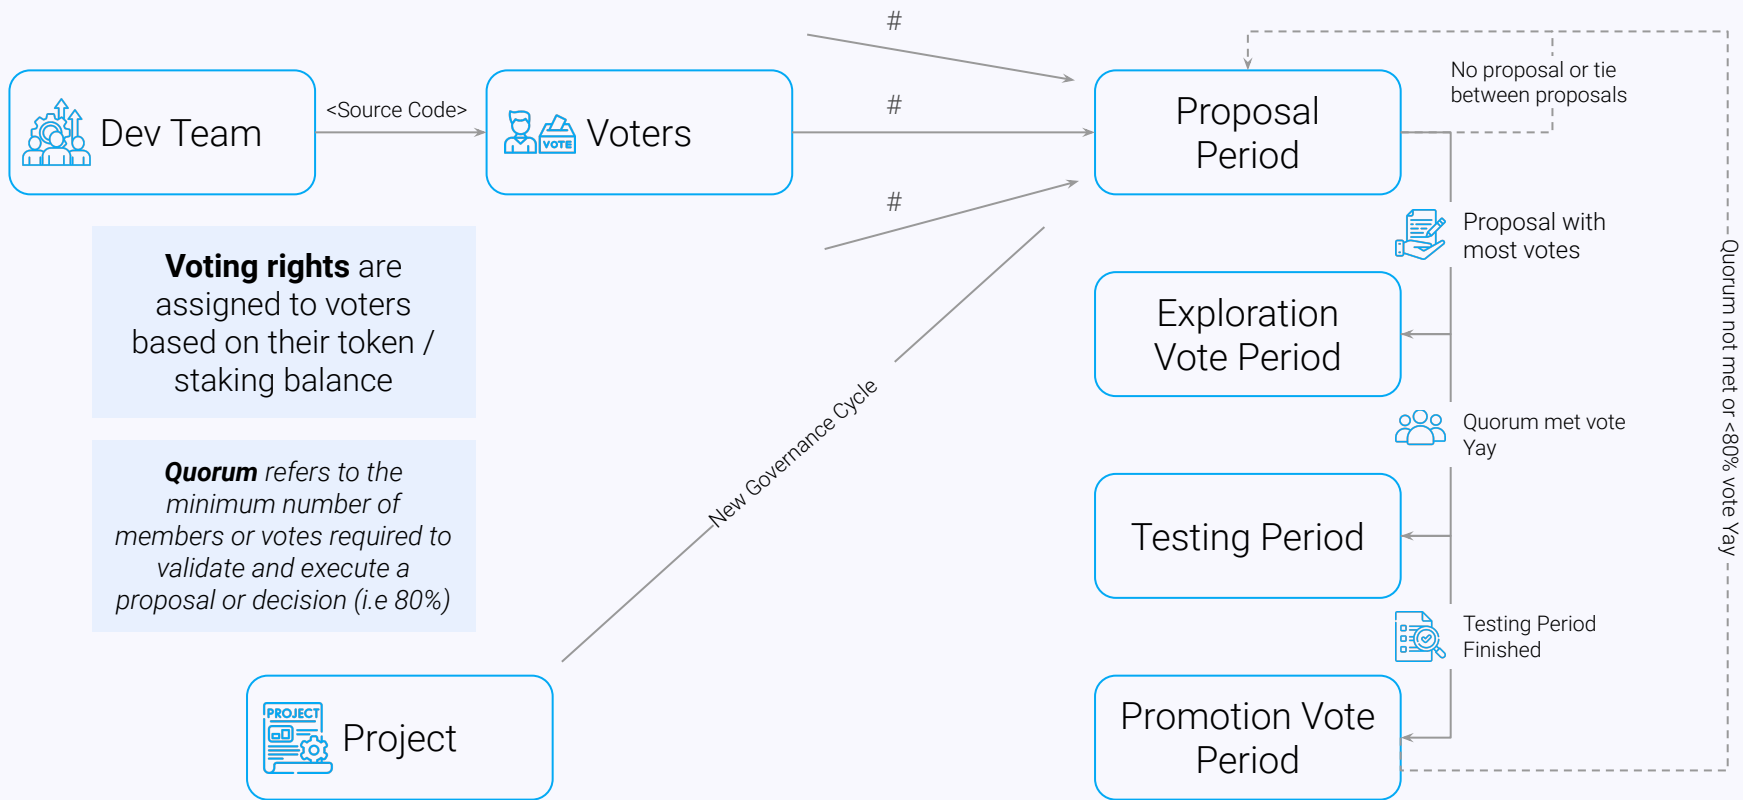 #
<Source Code>
#
#
Dev Team
VOTE
Voters
Proposal
Period
No proposal or tie
between proposals
Voting rights are
assigned to voters
based on their token /
staking balance
Proposal with
most votes
Exploration
Vote Period
Quorum not met or <80% vote Yay
New Governance Cycle
Quorum met vote
Yay
Quorum refers to the
minimum number of
members or votes required to
validate and execute a
proposal or decision (i.e 80%)
Testing Period
Testing Period
Finished
PROJECT
Project
Promotion Vote
Period